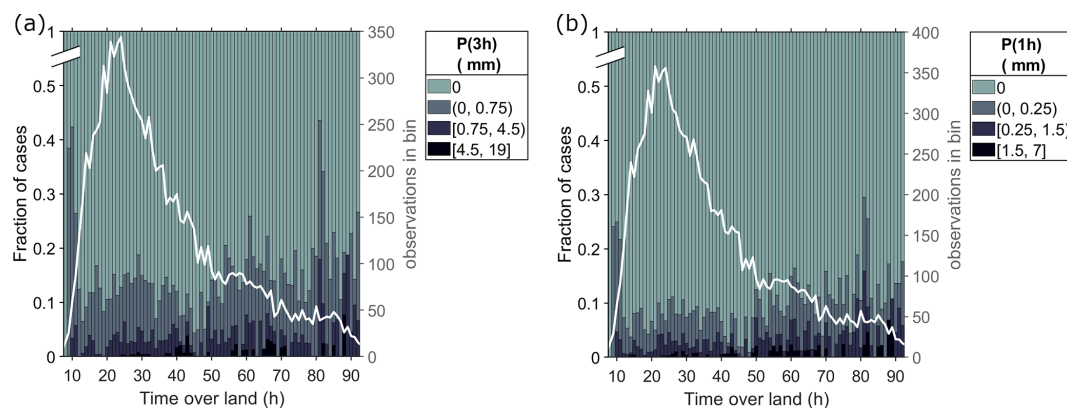 (a)
1
0.5
0.4
0.3
0.2
0.1
0
Fraction of cases
10 20 30 40 50 60 70 80 90
Time over land (h)
350
300
250
200
150
100
50
0
observations in bin
P(3h)
( mm)
0
(0, 0.75)
[0.75, 4.5)
[4.5, 19]
(b)
1
0.5
0.4
0.3
0.2
0.1
0
Fraction of cases
10 20 30 40 50 60 70 80 90
Time over land (h)
400
350
300
250
200
150
100
50
0
observations in bin
P(1h)
( mm)
0
(0, 0.25)
[0.25, 1.5)
[1.5, 7]